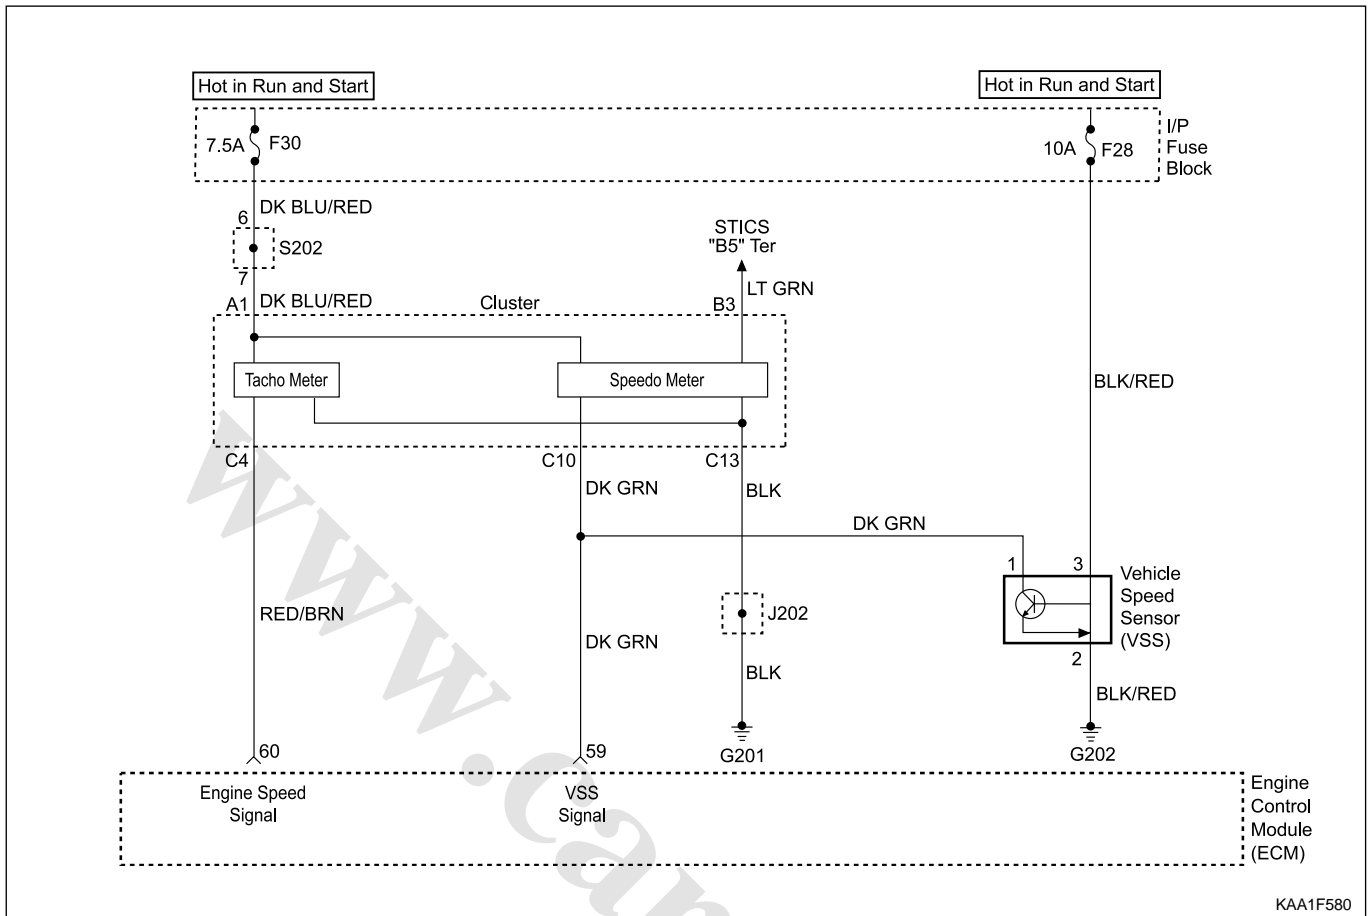 Hot in Run and Start
Hot in Run and Start
7.5A
F30
10A
F28
I/P
Fuse
Block
DK BLU/RED
6
S202
7
STICS
"B5" Ter
LT GRN
A1
DK BLU/RED
Cluster
B3
Tacho Meter
Speedo Meter
BLK/RED
C4
C10
C13
DK GRN
BLK
DK GRN
1
3
Vehicle
Speed
Sensor
(VSS)
RED/BRN
J202
DK GRN
BLK
2
BLK/RED
60
59
G201
G202
Engine Speed
Signal
VSS
Signal
Engine
Control
Module
(ECM)
www.car
KAA1F580